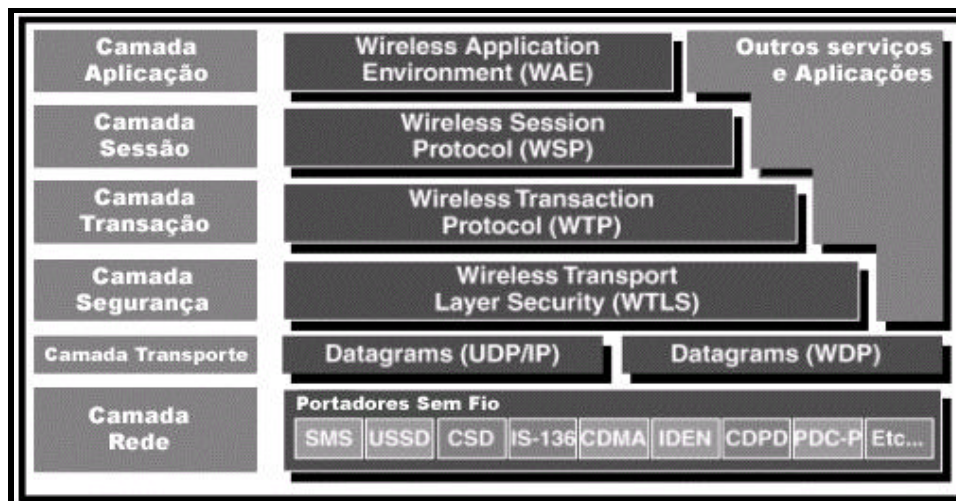 Camada
Aplicação
Wireless Application
Environment (WAE)
Outros serviços
e Aplicações
Camada
Sessão
Wireless Session
Protocol (WSP)
Camada
Transação
Wireless Transaction
Protocol (WTP)
Camada
Segurança
Wireless Transport
Layer Security (WTLS)
Camada Transporte
Datagrams (UDP/IP)
Datagrams (WDP)
Camada
Rede
Portadores Sem Fio
SMS USSD CSD IS-136 CDMA IDEN CDPD PDC-P Etc...